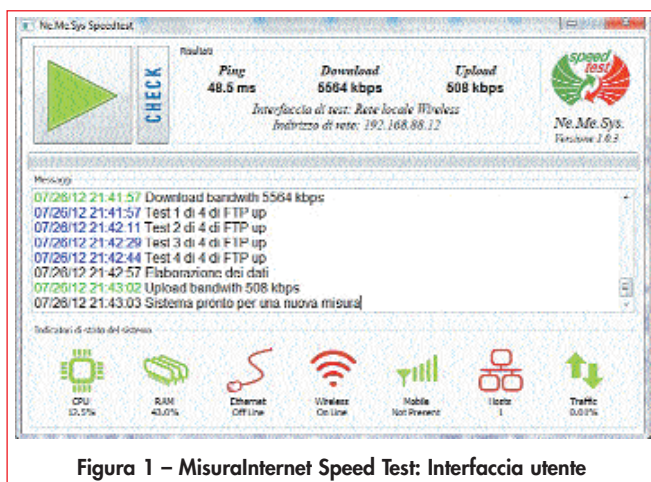 Ne.Me.Sys Speedtest
CHECK
Risultati
Ping Download Upload
48.5 ms 5564 kbps 508 kbps
Interfaccia di test: Rete locale Wireless
Indirizzo di rete: 192.168.88.12
speed
test
Ne.Me.Sys.
Versione 1.0.3
Messaggi
07/26/12 21:41:57 Download bandwith 5564 kbps
07/26/12 21:41:57 Test 1 di 4 di FTP up
07/26/12 21:42:11 Test 2 di 4 di FTP up
07/26/12 21:42:29 Test 3 di 4 di FTP up
07/26/12 21:42:44 Test 4 di 4 di FTP up
07/26/12 21:42:57 Elaborazione dei dati
07/26/12 21:43:02 Upload bandwith 508 kbps
07/26/12 21:43:03 Sistema pronto per una nuova misura
Indicatori di stato del sistema
CPU RAM Ethernet Wireless Mobile Hosts Traffic
12.5% 43.0% Off Line On Line Not Present 1 0.01%
Figura 1 – MisuraInternet Speed Test: Interfaccia utente